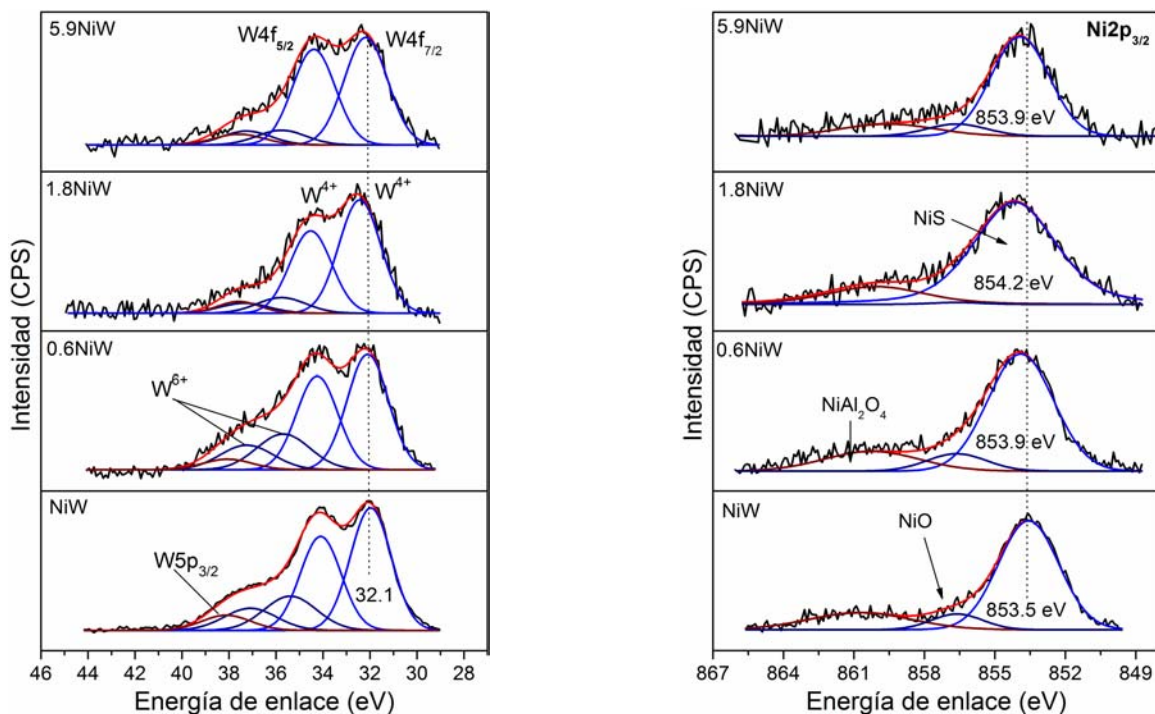 5.9NiW
W4f5/2
W4f7/2
1.8NiW
W4+
W4+
0.6NiW
W6+
NiW
W5p3/2
32.1
46 44 42 40 38 36 34 32 30 28
Energía de enlace (eV)
Intensidad (CPS)
5.9NiW
Ni2p3/2
853.9 eV
1.8NiW
NiS
854.2 eV
0.6NiW
NiAl2O4
853.9 eV
NiW
NiO
853.5 eV
867 864 861 858 855 852 849
Energía de enlace (eV)
Intensidad (CPS)